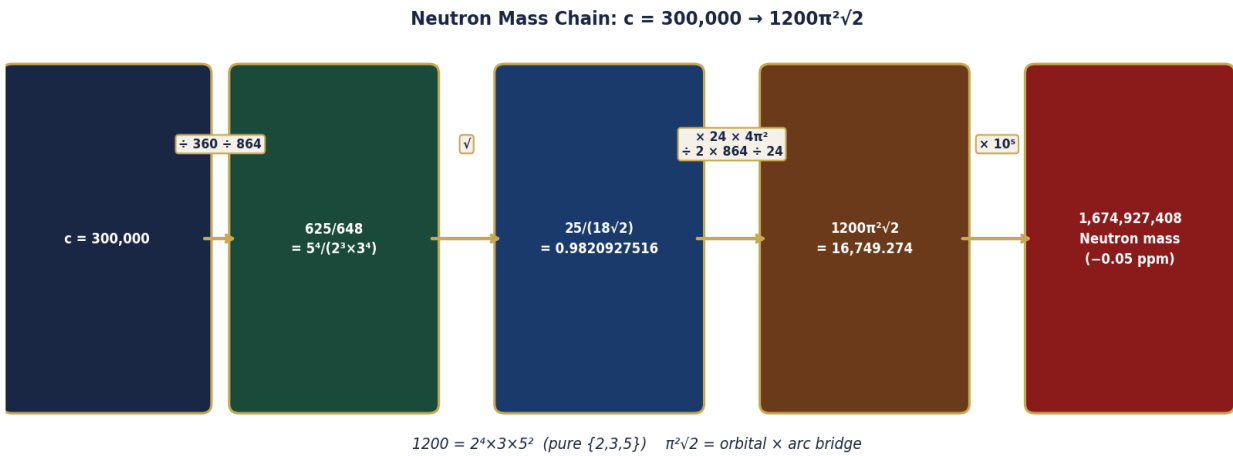 Neutron Mass Chain: c = 300,000 → 1200π²√2
÷ 360 ÷ 864
√
× 24 × 4π²
÷ 2 × 864 ÷ 24
× 10⁵
c = 300,000
625/648
= 5⁴/(2³×3⁴)
25/(18√2)
= 0.9820927516
1200π²√2
= 16,749.274
1,674,927,408
Neutron mass
(−0.05 ppm)
1200 = 2⁴×3×5² (pure {2,3,5}) π²√2 = orbital × arc bridge